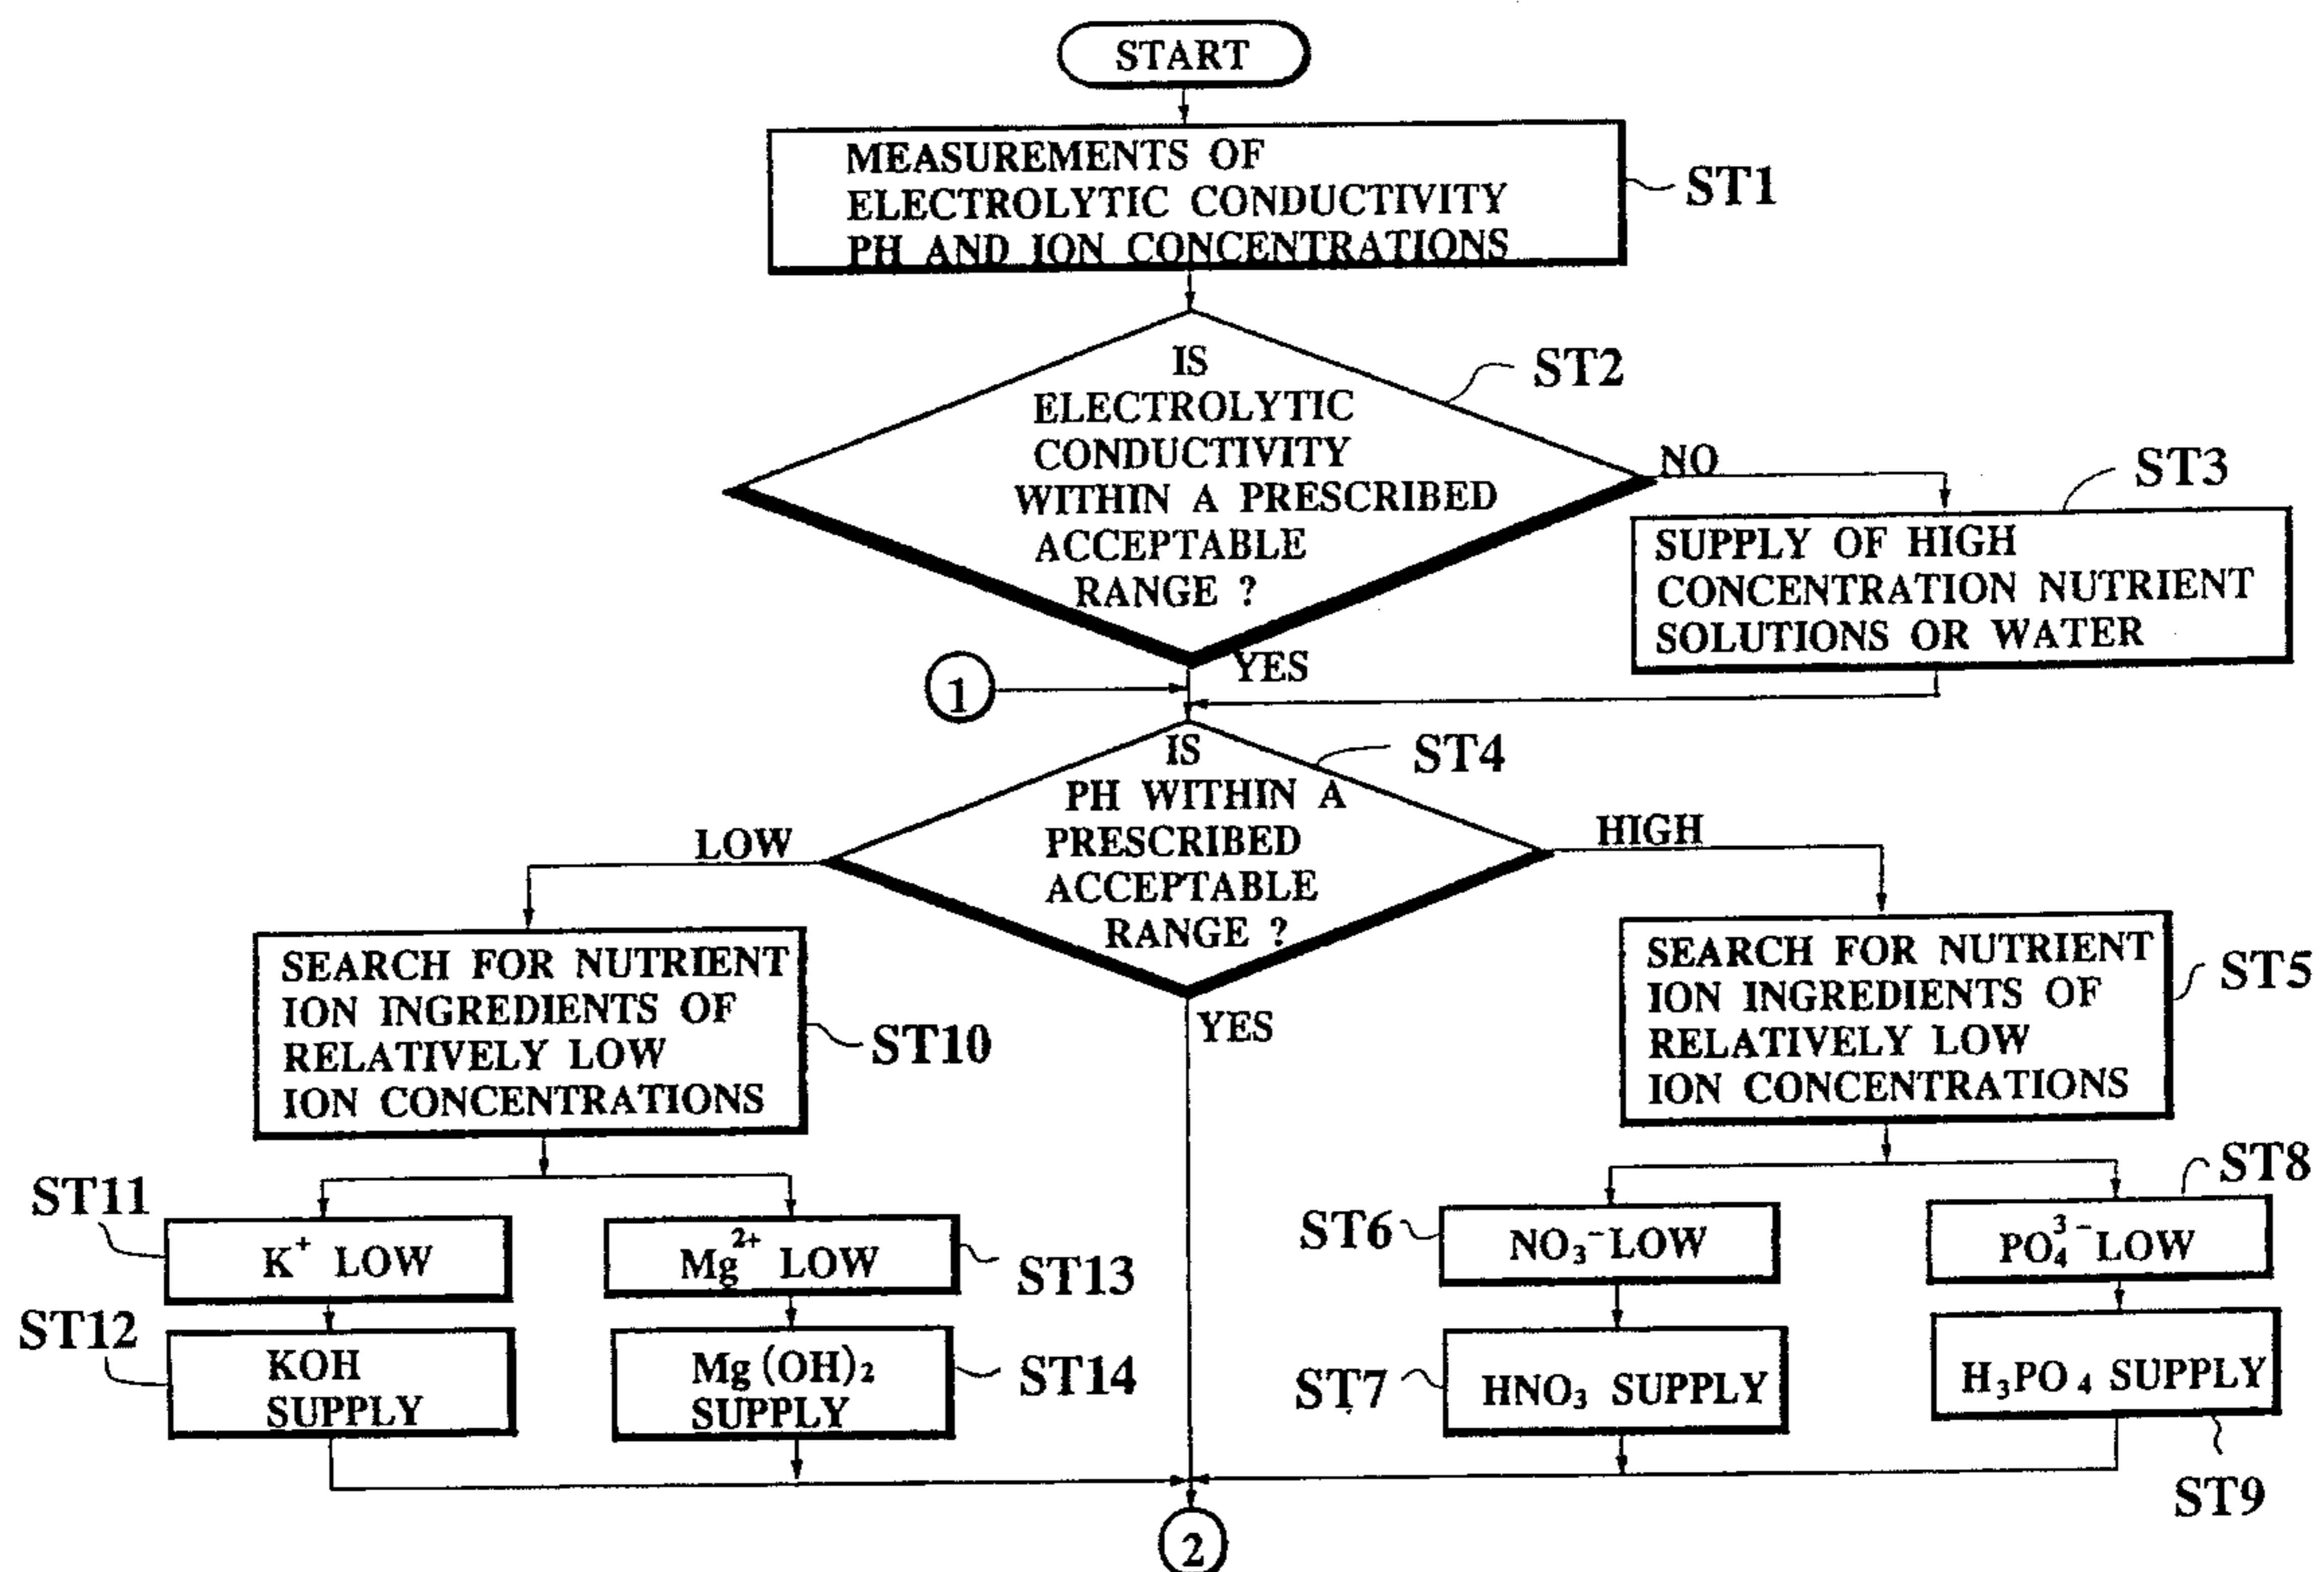 START
MEASUREMENTS OF
ELECTROLYTIC CONDUCTIVITY
PH AND ION CONCENTRATIONS
ST1
IS
ELECTROLYTIC
CONDUCTIVITY
WITHIN A PRESCRIBED
ACCEPTABLE
RANGE ?
ST2
NO
ST3
SUPPLY OF HIGH
CONCENTRATION NUTRIENT
SOLUTIONS OR WATER
YES
1
IS
PH WITHIN A
PRESCRIBED
ACCEPTABLE
RANGE ?
ST4
LOW
HIGH
YES
SEARCH FOR NUTRIENT
ION INGREDIENTS OF
RELATIVELY LOW
ION CONCENTRATIONS
ST10
SEARCH FOR NUTRIENT
ION INGREDIENTS OF
RELATIVELY LOW
ION CONCENTRATIONS
ST5
ST11
K⁺ LOW
Mg²⁺ LOW
ST13
ST6
NO₃⁻ LOW
PO₄³⁻ LOW
ST8
ST12
KOH
SUPPLY
Mg(OH)₂
SUPPLY
ST14
ST7
HNO₃ SUPPLY
H₃PO₄ SUPPLY
ST9
2